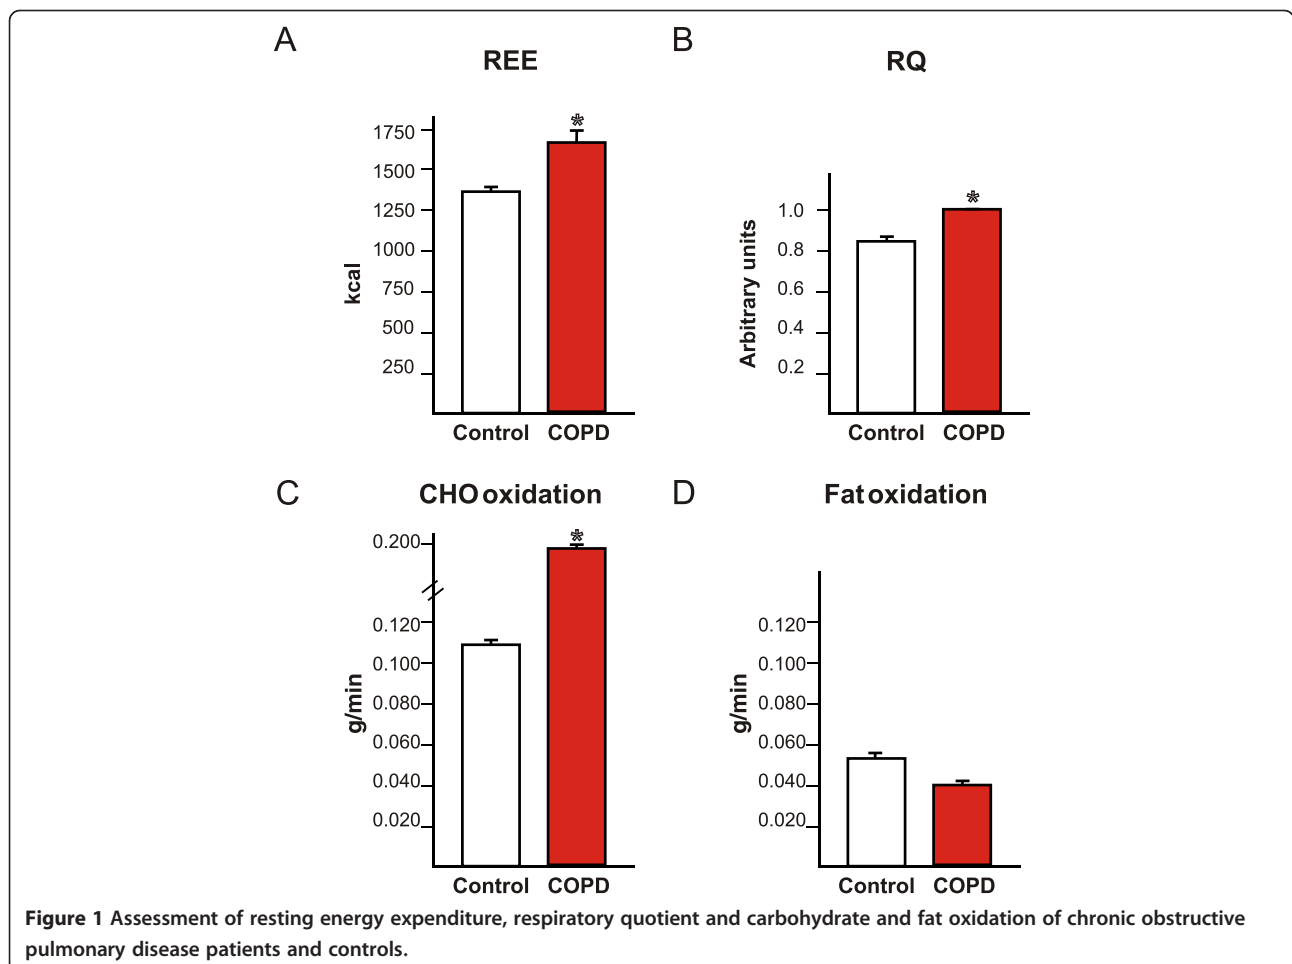 A
REE
*
1750
1500
1250
1000
750
500
250
kcal
Control COPD
B
RQ
*
1.0
0.8
0.6
0.4
0.2
Arbitrary units
Control COPD
C
CHO oxidation
*
0.200
0.120
0.100
0.080
0.060
0.040
0.020
g/min
Control COPD
D
Fat oxidation
0.120
0.100
0.080
0.060
0.040
0.020
g/min
Control COPD
Figure 1 Assessment of resting energy expenditure, respiratory quotient and carbohydrate and fat oxidation of chronic obstructive
pulmonary disease patients and controls.